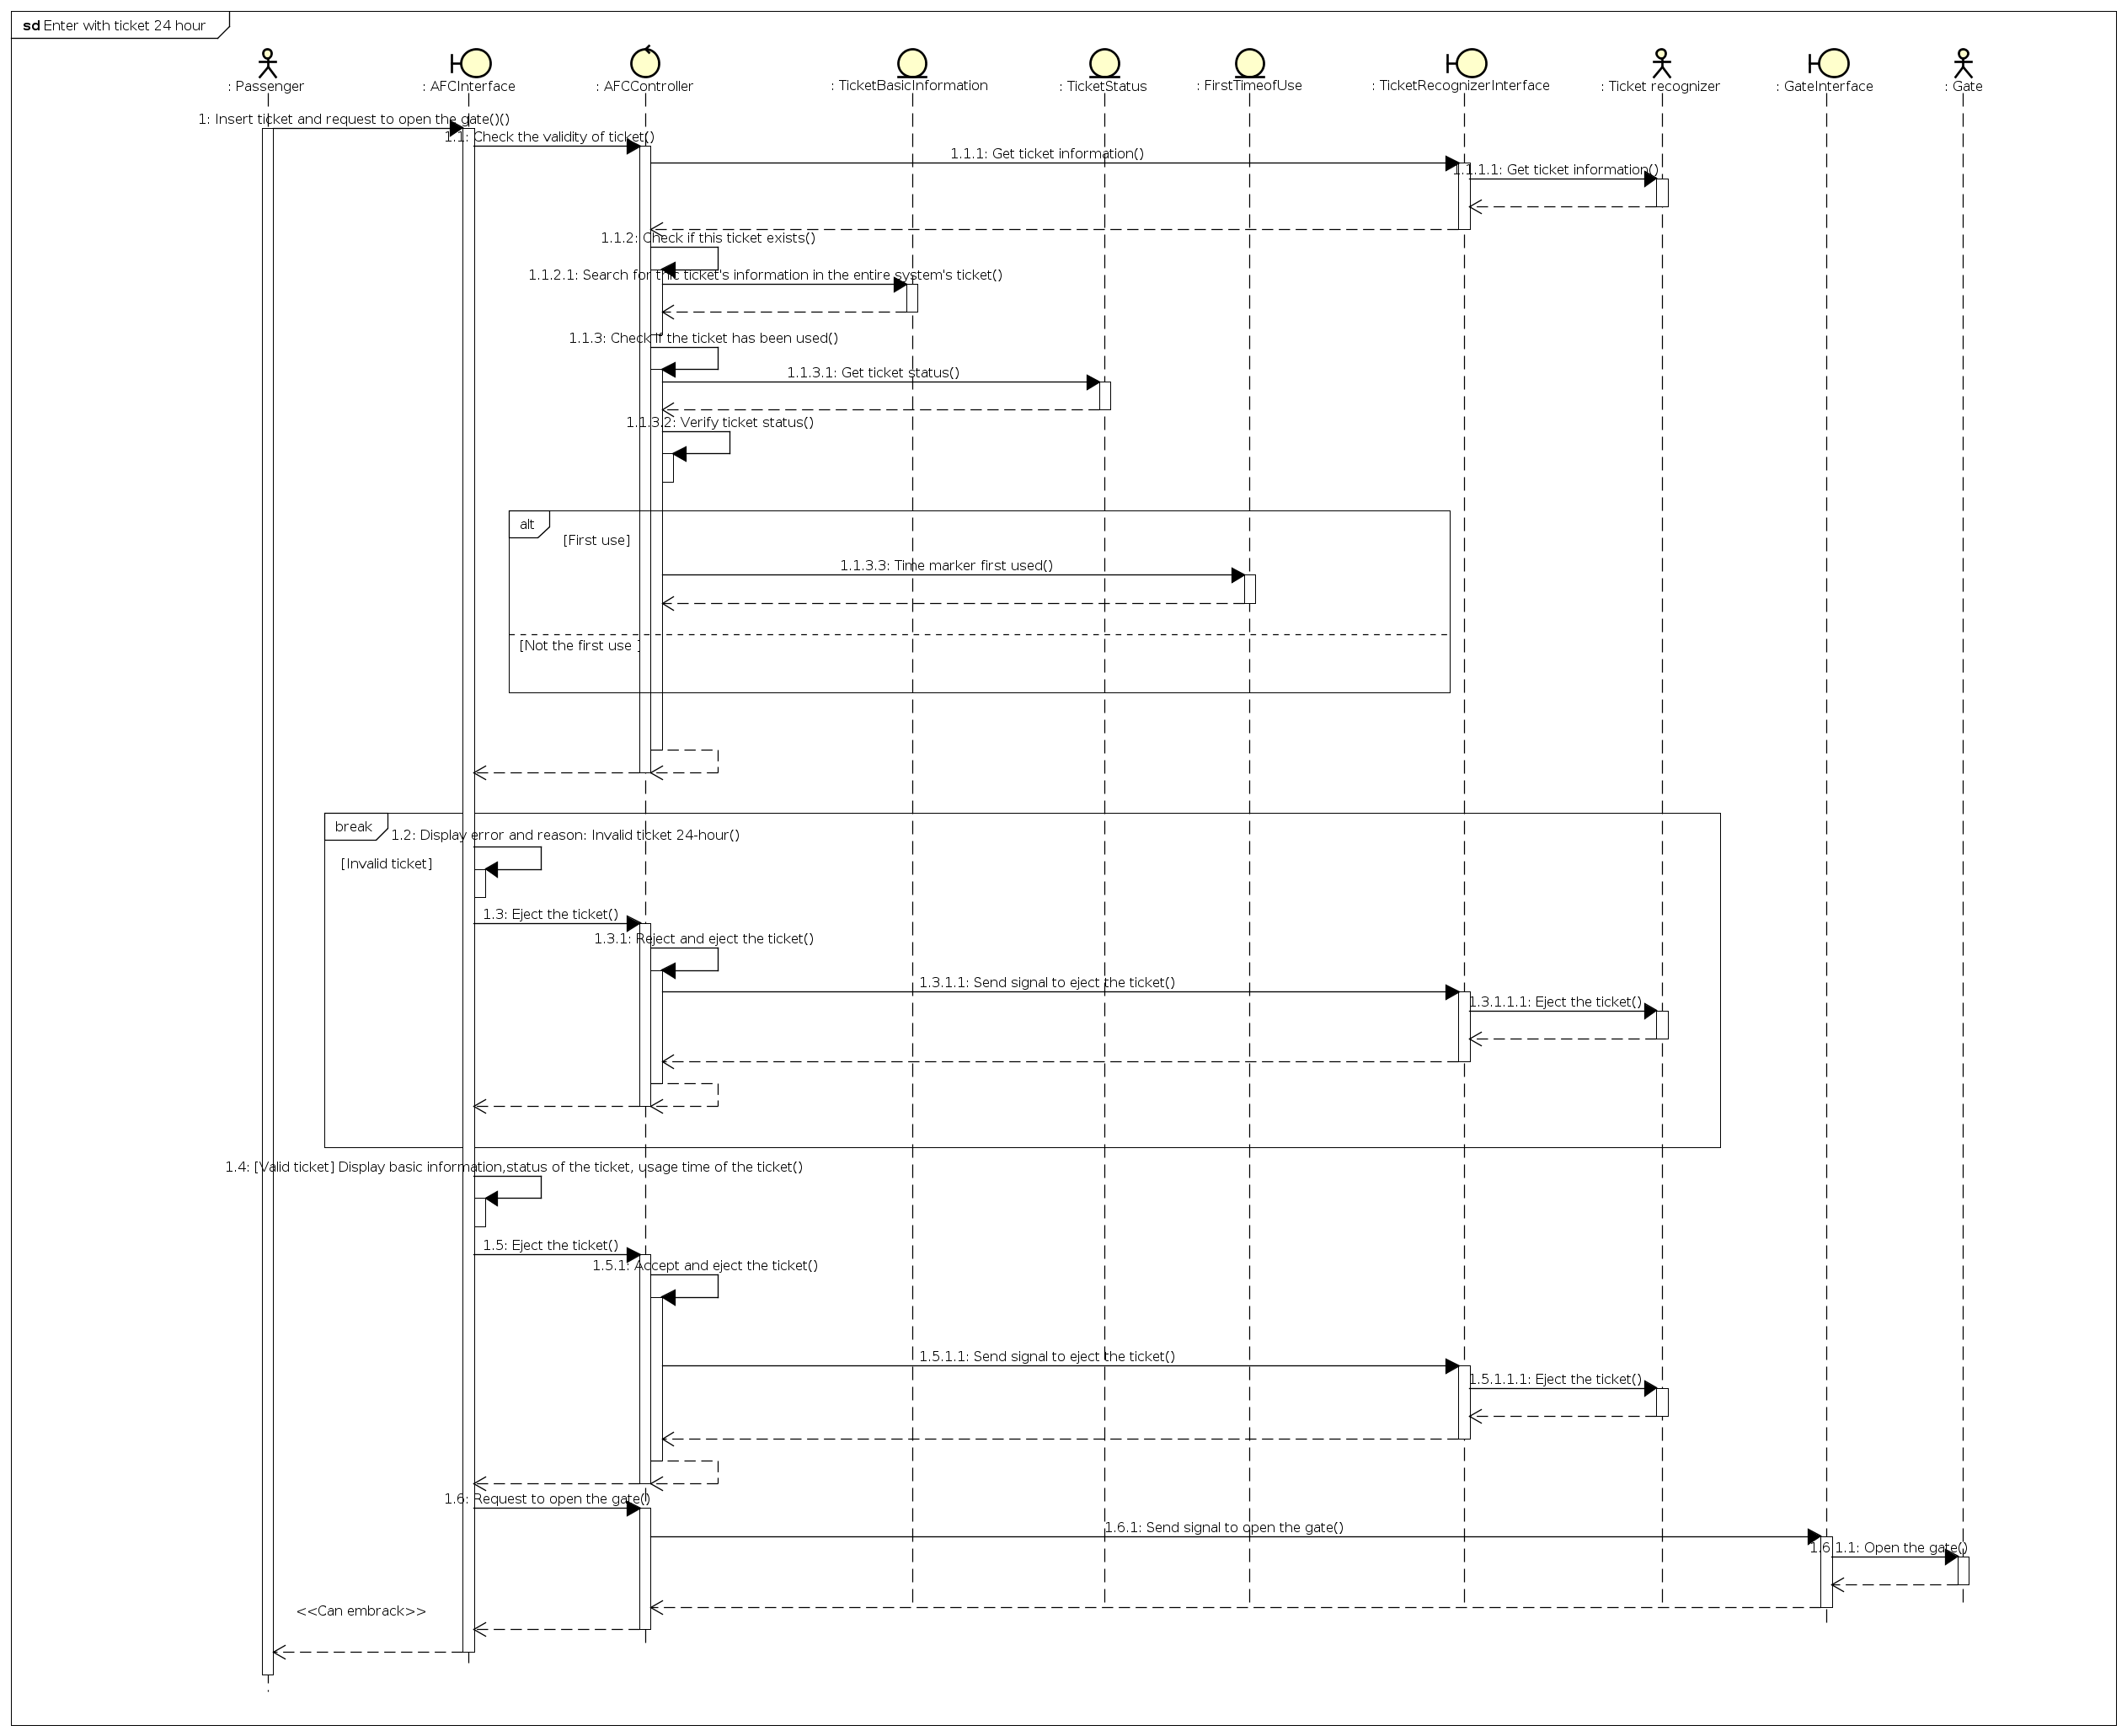 sd Enter with ticket 24 hour
: Passenger
: AFCInterface
: AFCController
: TicketBasicInformation
: TicketStatus
: FirstTimeofUse
: TicketRecognizerInterface
: Ticket recognizer
: GateInterface
: Gate
1: Insert ticket and request to open the gate()()
1.1: Check the validity of ticket()
1.1.1: Get ticket information()
1.1.1.1: Get ticket information()
1.1.2: Check if this ticket exists()
1.1.2.1: Search for this ticket's information in the entire system's ticket()
1.1.3: Check if the ticket has been used()
1.1.3.1: Get ticket status()
1.1.3.2: Verify ticket status()
alt
[First use]
1.1.3.3: Time marker first used()
[Not the first use ]
break
1.2: Display error and reason: Invalid ticket 24-hour()
[Invalid ticket]
1.3: Eject the ticket()
1.3.1: Reject and eject the ticket()
1.3.1.1: Send signal to eject the ticket()
1.3.1.1.1: Eject the ticket()
1.4: [Valid ticket] Display basic information,status of the ticket, usage time of the ticket()
1.5: Eject the ticket()
1.5.1: Accept and eject the ticket()
1.5.1.1: Send signal to eject the ticket()
1.5.1.1.1: Eject the ticket()
1.6: Request to open the gate()
1.6.1: Send signal to open the gate()
1.6.1.1: Open the gate()
<<Can embrack>>